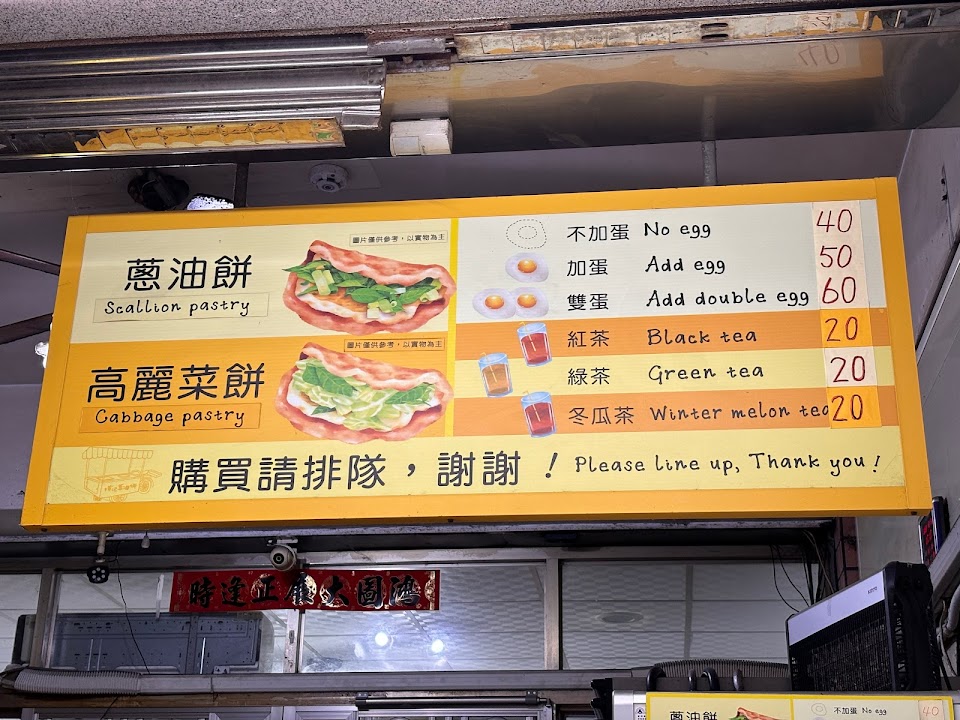 蔥油餅
Scallion pastry
圖片僅供參考，以實物為主
高麗菜餅
Cabbage pastry
圖片僅供參考，以實物為主
不加蛋 No egg 40
加蛋 Add egg 50
雙蛋 Add double egg 60
紅茶 Black tea 20
綠茶 Green tea 20
冬瓜茶 Winter melon tea 20
購買請排隊，謝謝！ Please line up, Thank you!
時逢正展大圖鴻
蔥油餅
不加蛋 No egg 40